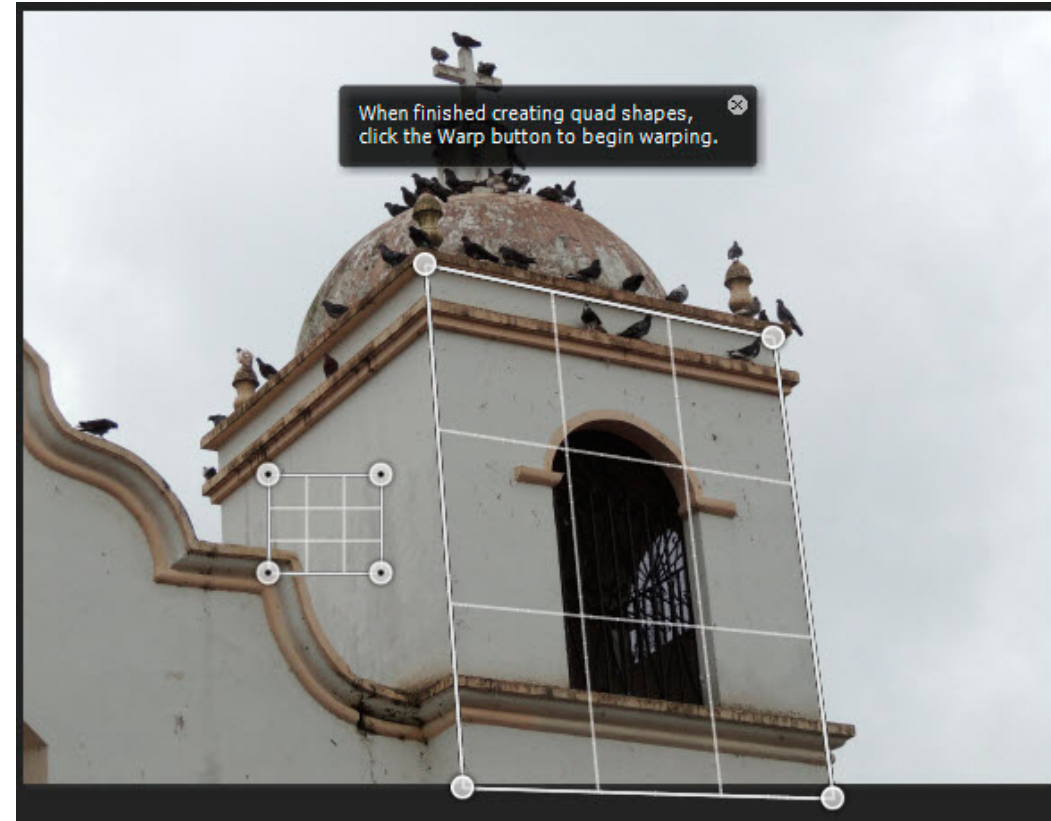 When finished creating quad shapes,
click the Warp button to begin warping.